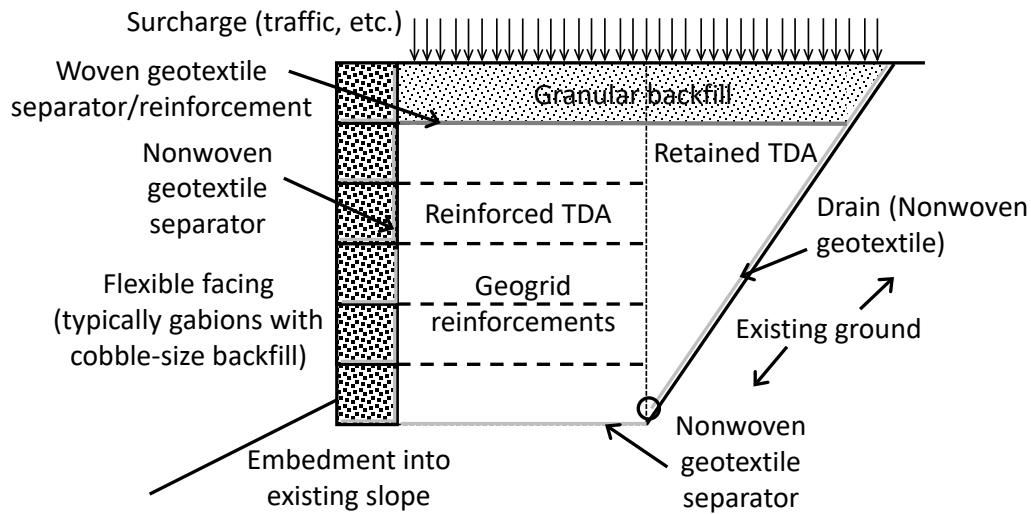 Surcharge (traffic, etc.)
Woven geotextile
separator/reinforcement
Granular backfill
Nonwoven
geotextile
separator
Retained TDA
Reinforced TDA
Drain (Nonwoven
geotextile)
Flexible facing
(typically gabions with
cobble-size backfill)
Geogrid
reinforcements
Existing ground
Embedment into
existing slope
Nonwoven
geotextile
separator